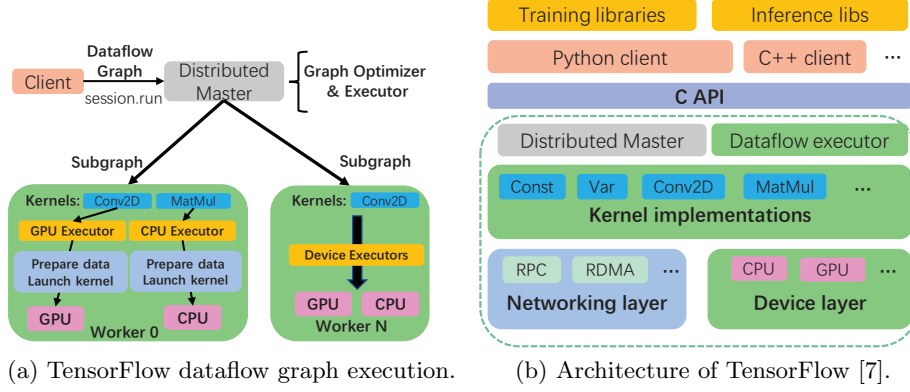 Client
Dataflow
Graph
session.run
Distributed
Master
Graph Optimizer
& Executor
Subgraph
Subgraph
Kernels: Conv2D MatMul
GPU Executor CPU Executor
Prepare data
Launch kernel
Prepare data
Launch kernel
GPU CPU
Worker 0
Kernels: Conv2D
Device Executors
GPU CPU
Worker N
(a) TensorFlow dataflow graph execution.
Training libraries Inference libs
Python client C++ client ...
C API
Distributed Master Dataflow executor
Const Var Conv2D MatMul ...
Kernel implementations
RPC RDMA ...
Networking layer
CPU GPU ...
Device layer
(b) Architecture of TensorFlow [7].